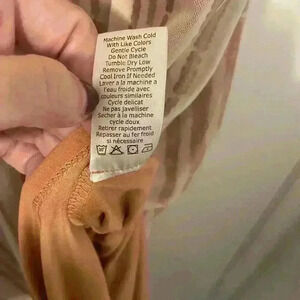 Machine Wash Cold
With Like Colors
Gentle Cycle
Do Not Bleach
Tumble Dry Low
Remove Promptly
Cool Iron If Needed
Laver a la machine a
l'eau froide avec
couleurs similaires
Cycle delicat
Ne pas javelliser
Secher à la machine
cycle doux
Retirer rapidement
Repasser au fer froid
si nécessaire